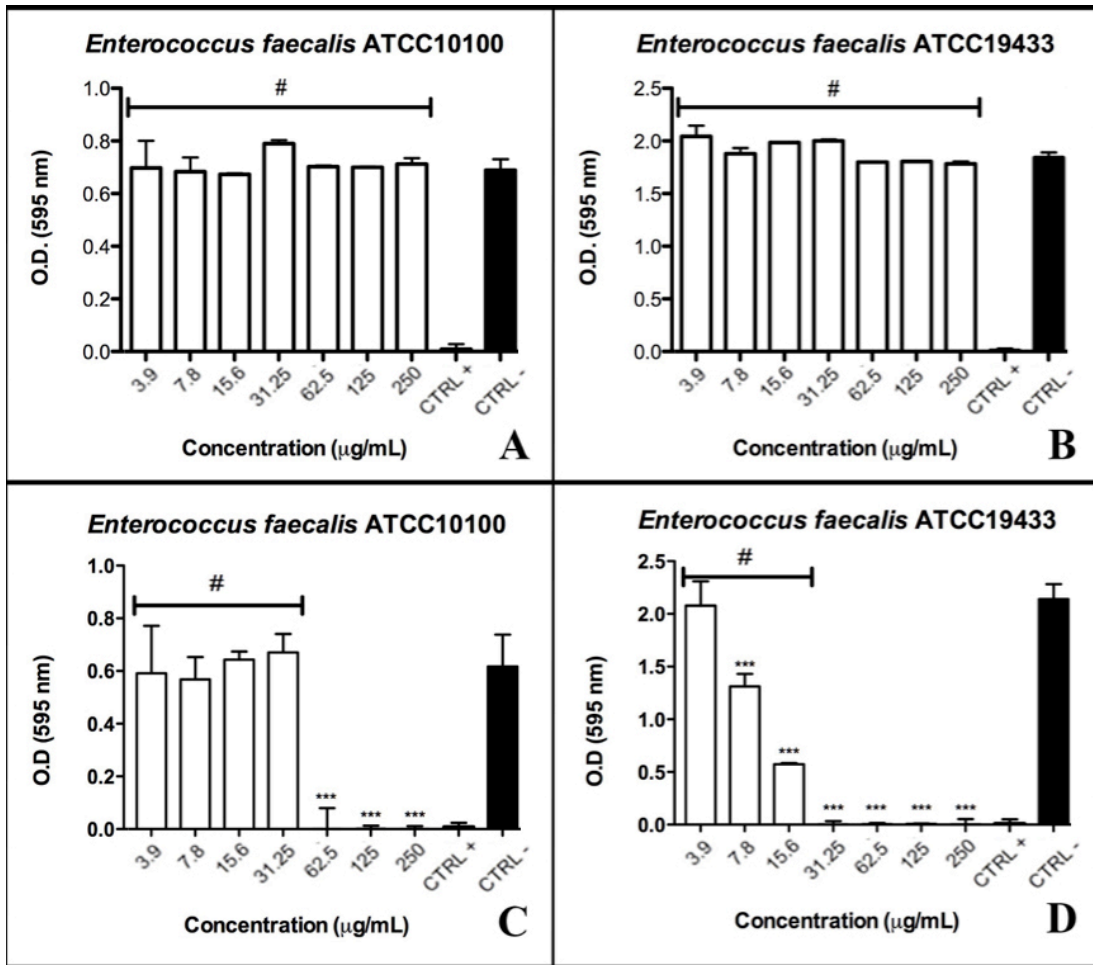 Enterococcus faecalis ATCC10100
#
1.0
0.8
0.6
0.4
0.2
0.0
O.D. (595 nm)
3.9 7.8 15.6 31.25 62.5 125 250 CTRL + CTRL -
Concentration (μg/mL)
A
Enterococcus faecalis ATCC19433
#
2.5
2.0
1.5
1.0
0.5
0.0
O.D. (595 nm)
3.9 7.8 15.6 31.25 62.5 125 250 CTRL + CTRL -
Concentration (μg/mL)
B
Enterococcus faecalis ATCC10100
#
1.0
0.8
0.6
0.4
0.2
0.0
O.D (595 nm)
*** *** ***
3.9 7.8 15.6 31.25 62.5 125 250 CTRL + CTRL -
Concentration (μg/mL)
C
Enterococcus faecalis ATCC19433
#
2.5
2.0
1.5
1.0
0.5
0.0
O.D (595 nm)
***
***
*** *** *** ***
3.9 7.8 15.6 31.25 62.5 125 250 CTRL + CTRL -
Concentration (μg/mL)
D